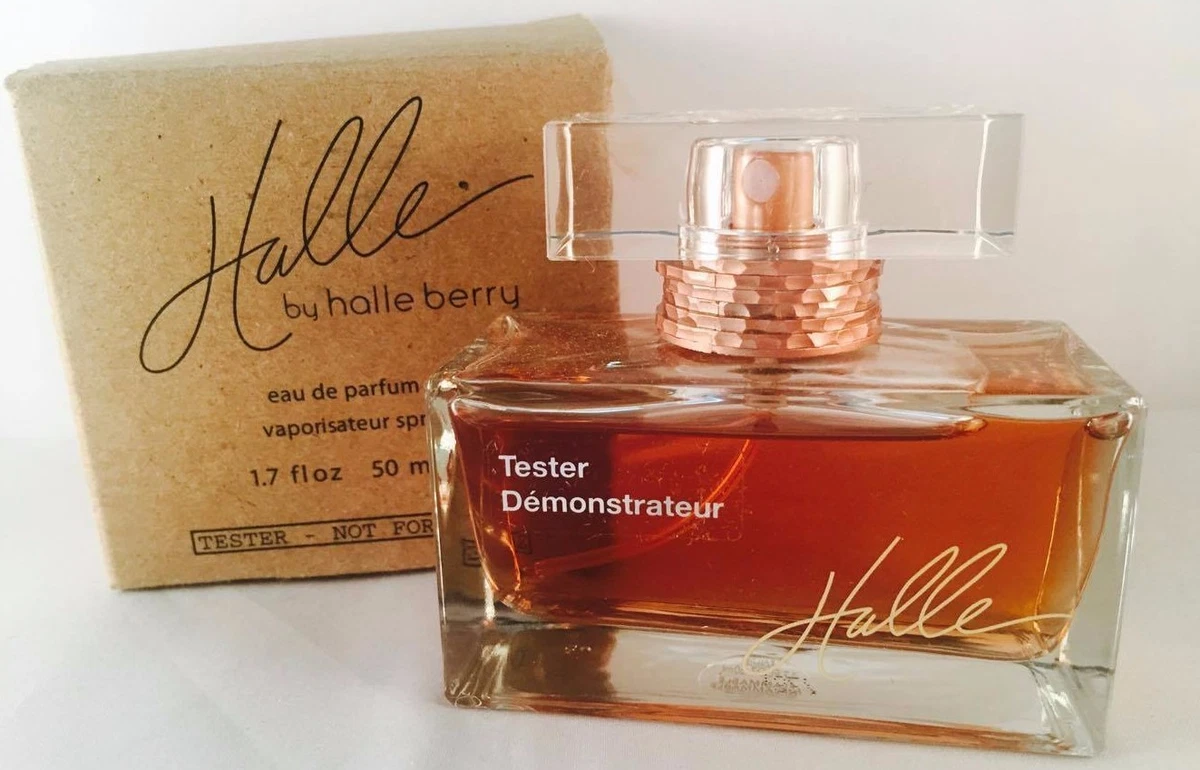 Halle
by halle berry
eau de parfum
vaporisateur spr
1.7 fl oz 50 m
TESTER - NOT FOR
Tester
Démonstrateur
Halle